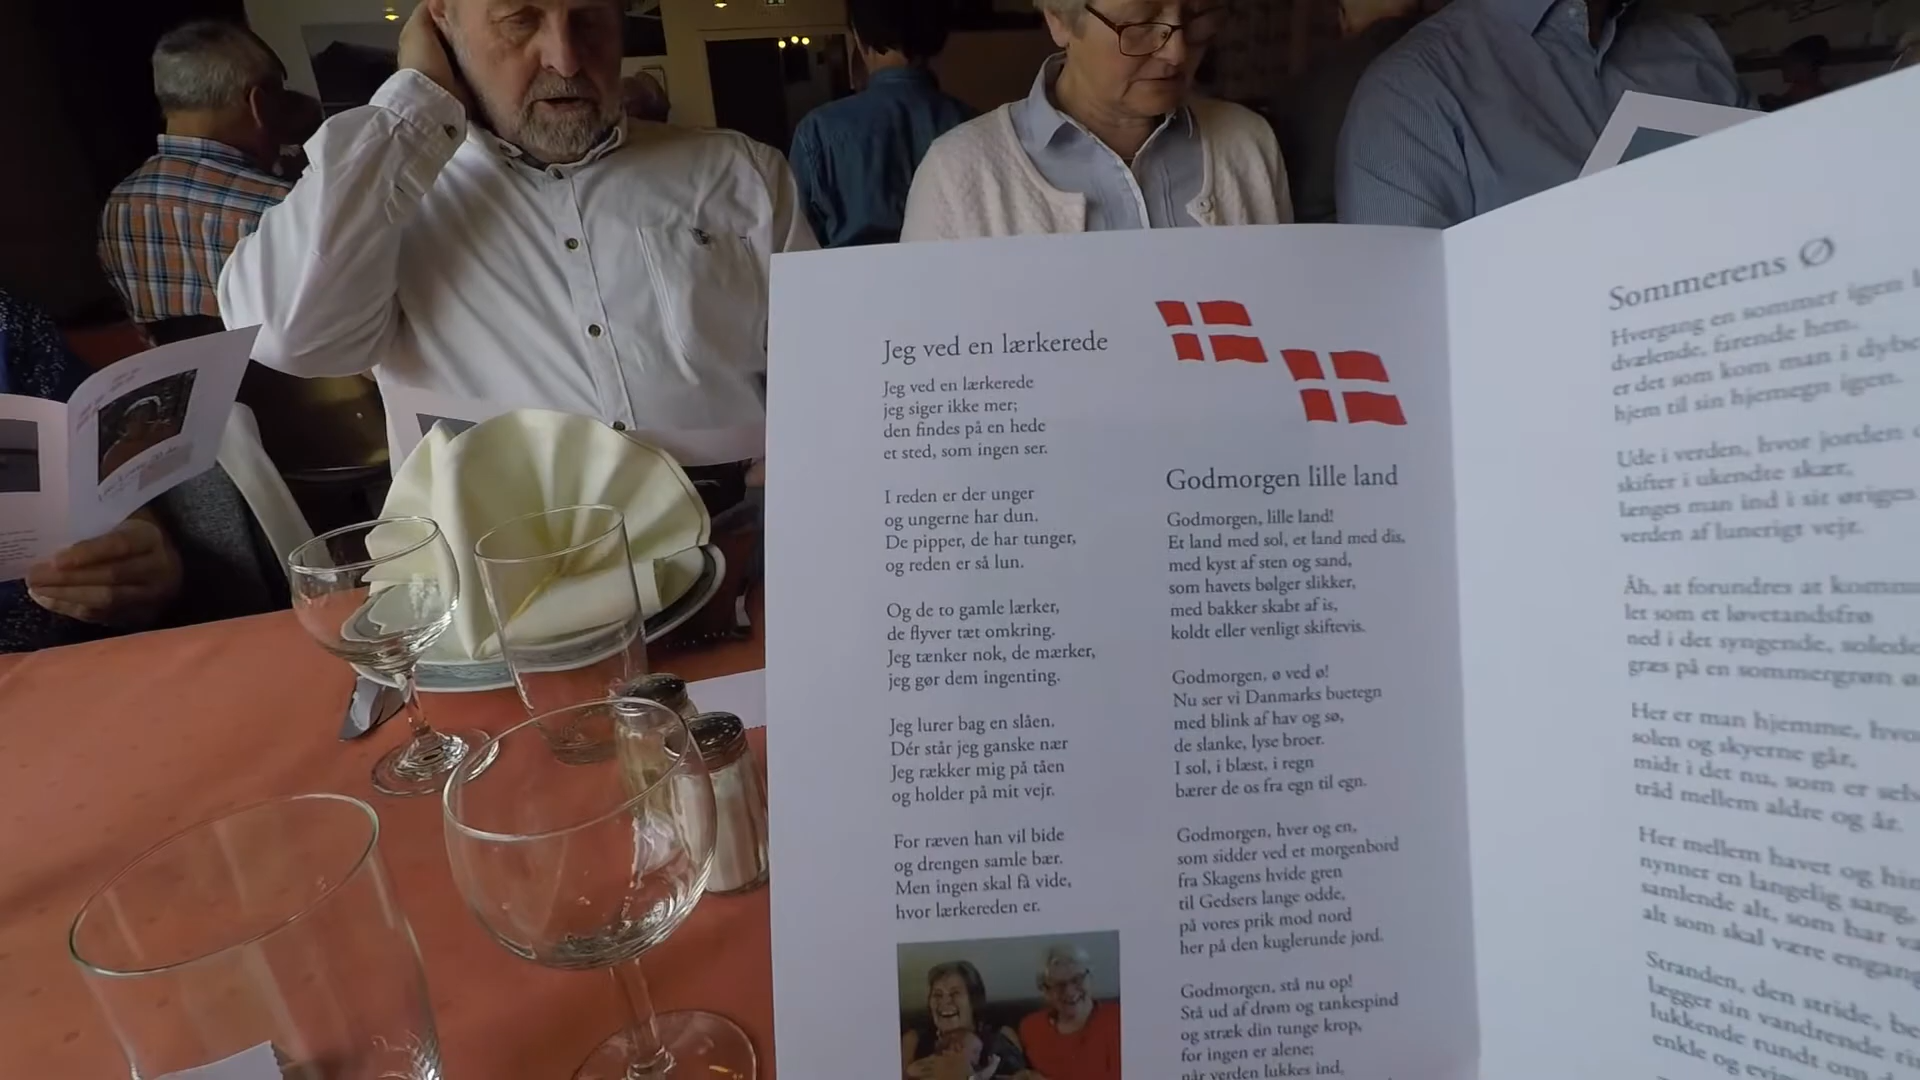 Jeg ved en lærkerede
Jeg ved en lærkerede
jeg siger ikke mer;
den findes på en hede
et sted, som ingen ser.
I reden er der unger
og ungerne har dun.
De pipper, de har tunger,
og reden er så lun.
Og de to gamle lærker,
de flyver tæt omkring.
Jeg tænker nok, de mærker,
jeg gør dem ingenting.
Jeg lurer bag en slåen.
Dér står jeg ganske nær
Jeg rækker mig på tåen
og holder på mit vejr.
For ræven han vil bide
og drengen samle bær.
Men ingen skal få vide,
hvor lærkereden er.
Godmorgen lille land
Godmorgen, lille land!
Et land med sol, et land med dis,
med kyst af sten og sand,
som havets bølger slikker,
med bakker skabt af is,
koldt eller venligt skiftevis.
Godmorgen, ø ved ø!
Nu ser vi Danmarks buetegn
med blink af hav og sø,
de slanke, lyse broer.
I sol, i blæst, i regn
bærer de os fra egn til egn.
Godmorgen, hver og en,
som sidder ved et morgenbord
fra Skagens hvide gren
til Gedsers lange odde,
på vores prik mod nord
her på den kuglerunde jord.
Godmorgen, stå nu op!
Stå ud af drøm og tankespind
og stræk din tunge krop,
for ingen er alene;
når verden lukkes ind,
Sommerens Ø
Hvergang en sommer igen
dvælende, farende hen,
er det som kom man i
hjem til sin hjemegn igen.
Ude i verden, hvor jorden
skifter i ukendte skær,
længes man ind i sit
verden af lunerigt vejr.
Åh, at forundres at
let som et løvetandsfrø
ned i det syngende,
græs på en sommergrøn
Her er man hjemme,
solen og skyerne går,
midt i det nu, som er
tråd mellem aldre og år.
Her mellem havet og
nynner en langelig sang,
samlende alt, som har
alt som skal være engang
Stranden, den stride,
lægger sin vandrende
lukkende rundt om
enkle og